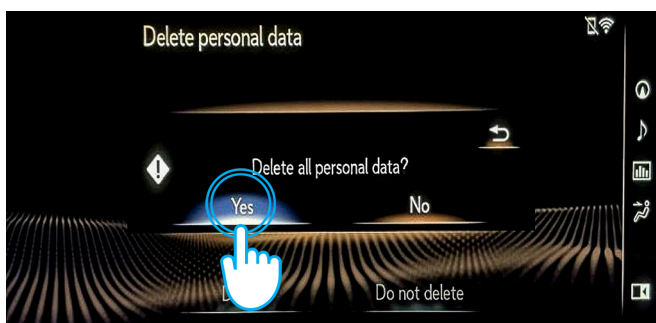 Delete personal data
Delete all personal data?
Yes
No
Do not delete